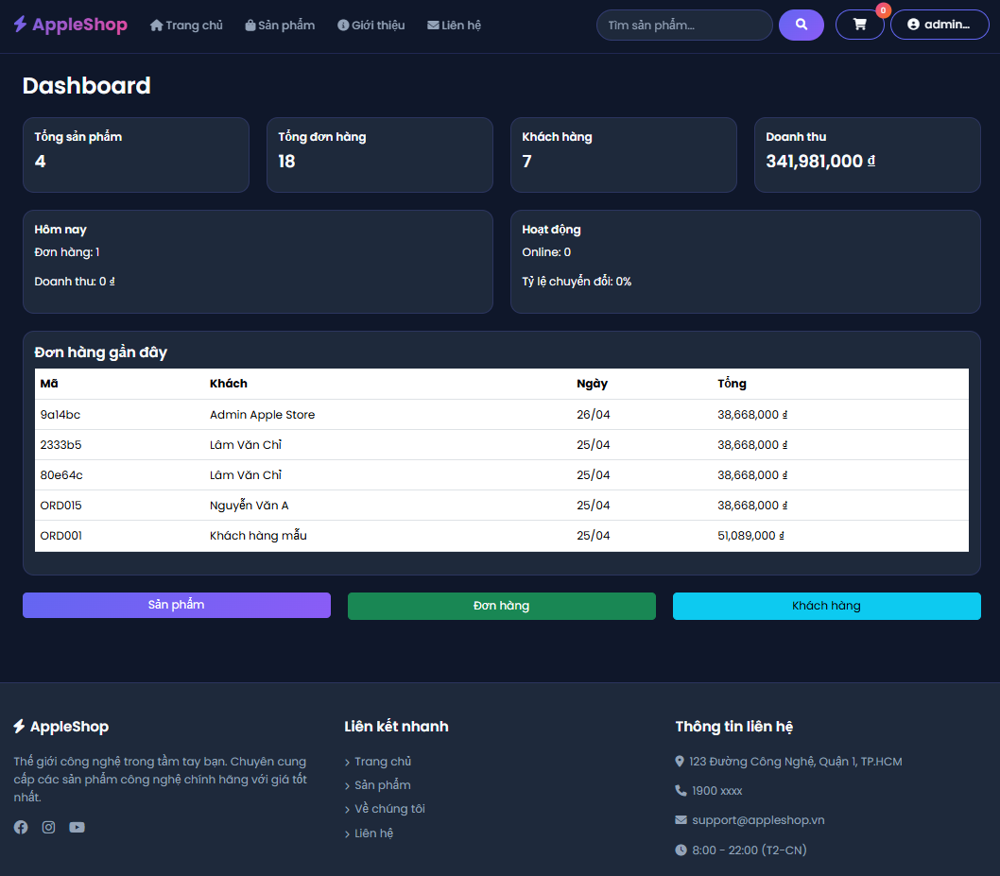 AppleShop
Trang chủ
Sản phẩm
Giới thiệu
Liên hệ
Tìm sản phẩm...
0
admin...
Dashboard
Tổng sản phẩm
4
Tổng đơn hàng
18
Khách hàng
7
Doanh thu
341,981,000 đ
Hôm nay
Đơn hàng: 1
Doanh thu: 0 đ
Hoạt động
Online: 0
Tỷ lệ chuyển đổi: 0%
Đơn hàng gần đây
Mã Khách Ngày Tổng
9a14bc Admin Apple Store 26/04 38,668,000 đ
2333b5 Lâm Văn Chỉ 25/04 38,668,000 đ
80e64c Lâm Văn Chỉ 25/04 38,668,000 đ
ORD015 Nguyễn Văn A 25/04 38,668,000 đ
ORD001 Khách hàng mẫu 25/04 51,089,000 đ
Sản phẩm
Đơn hàng
Khách hàng
AppleShop
Thế giới công nghệ trong tầm tay bạn. Chuyên cung
cấp các sản phẩm công nghệ chính hãng với giá tốt
nhất.
Liên kết nhanh
Trang chủ
Sản phẩm
Về chúng tôi
Liên hệ
Thông tin liên hệ
123 Đường Công Nghệ, Quận 1, TP.HCM
1900 xxxx
support@appleshop.vn
8:00 - 22:00 (T2-CN)